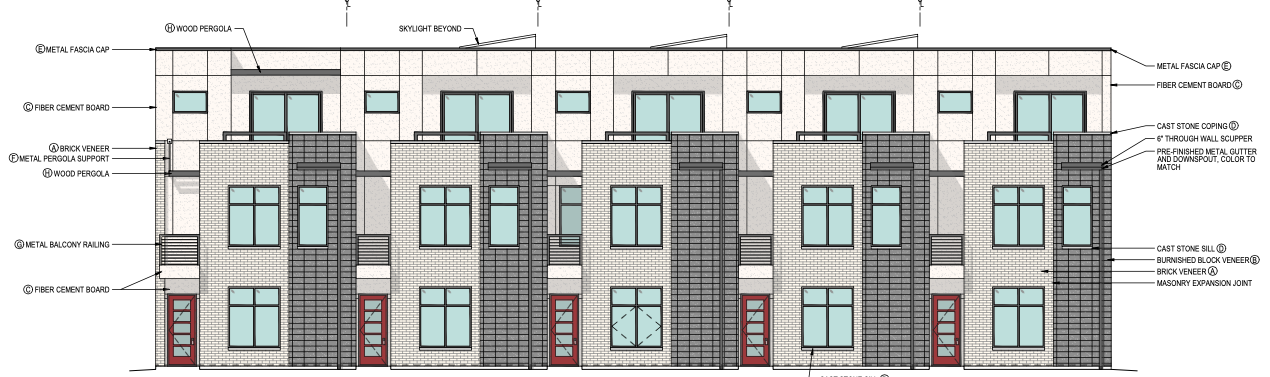 Ⓗ WOOD PERGOLA
SKYLIGHT BEYOND
Ⓔ METAL FASCIA CAP
Ⓒ FIBER CEMENT BOARD
Ⓐ BRICK VENEER
Ⓕ METAL PERGOLA SUPPORT
Ⓗ WOOD PERGOLA
Ⓖ METAL BALCONY RAILING
Ⓒ FIBER CEMENT BOARD
METAL FASCIA CAP Ⓔ
FIBER CEMENT BOARD Ⓒ
CAST STONE COPING Ⓓ
6" THROUGH WALL SCUPPER
PRE-FINISHED METAL GUTTER
AND DOWNSPOUT, COLOR TO
MATCH
CAST STONE SILL Ⓓ
BURNISHED BLOCK VENEER Ⓑ
BRICK VENEER Ⓐ
MASONRY EXPANSION JOINT